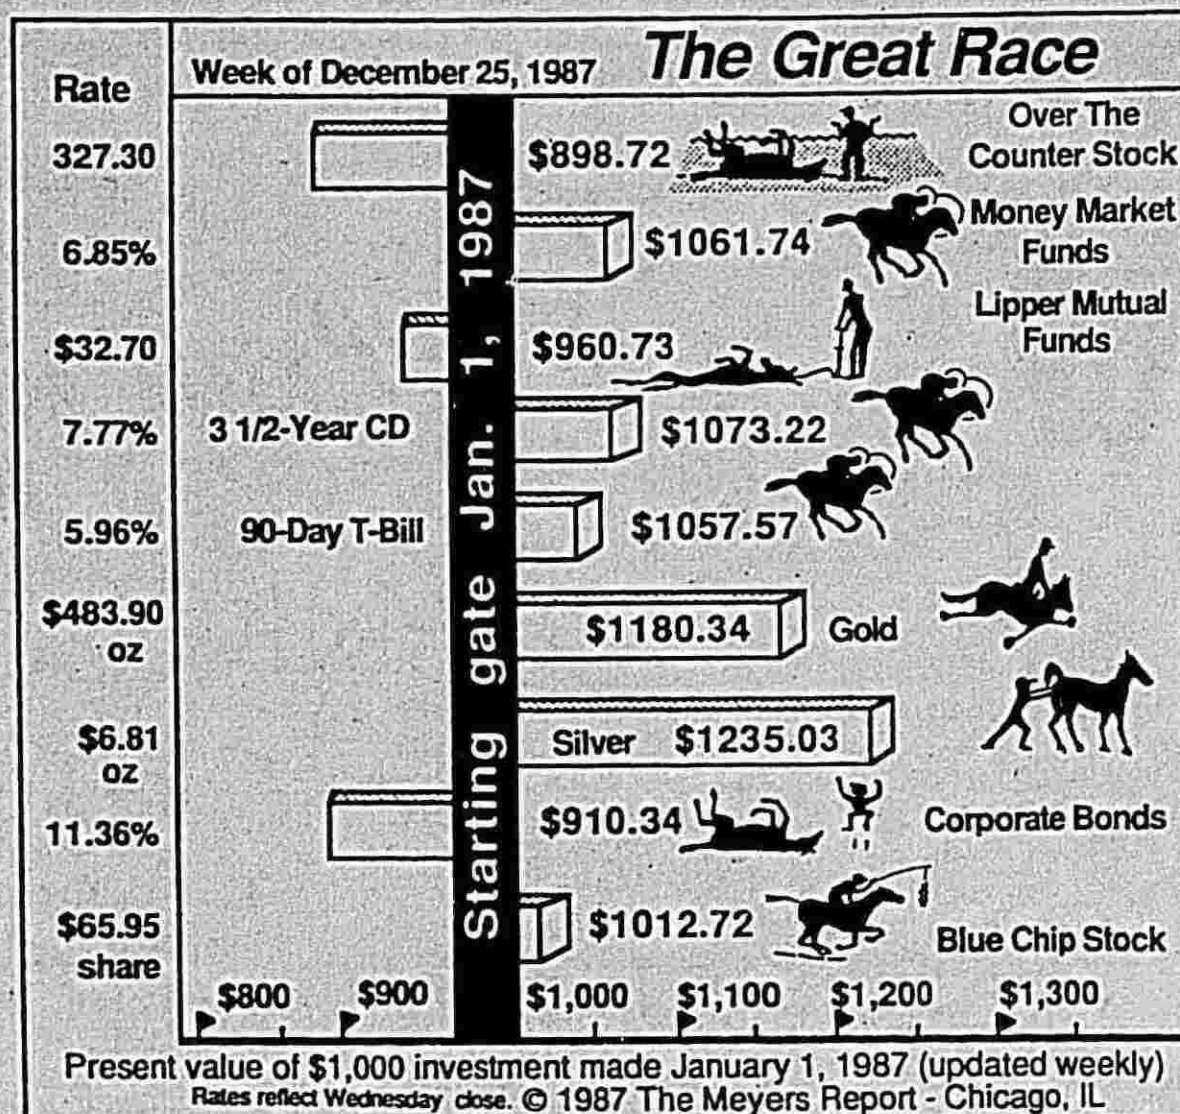 The Great Race
Week of December 25, 1987
Rate
Starting gate Jan. 1, 1987
327.30
$898.72
Over The
Counter Stock
6.85%
$1061.74
Money Market
Funds
$32.70
$960.73
Lipper Mutual
Funds
7.77%
3 1/2-Year CD
$1073.22
5.96%
90-Day T-Bill
$1057.57
$483.90
oz
$1180.34
Gold
$6.81
oz
Silver $1235.03
11.36%
$910.34
Corporate Bonds
$65.95
share
$1012.72
Blue Chip Stock
$800 $900 $1,000 $1,100 $1,200 $1,300
Present value of $1,000 investment made January 1, 1987 (updated weekly)
Rates reflect Wednesday close. © 1987 The Meyers Report - Chicago, IL